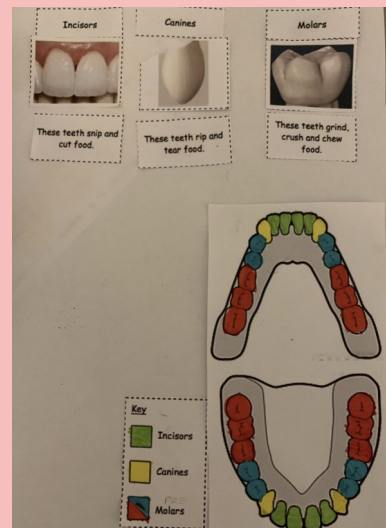 Incisors
Canines
Molars
These teeth snip and
cut food.
These teeth rip and
tear food.
These teeth grind,
crush and chew
food.
Key
Incisors
Canines
PRE
Molars